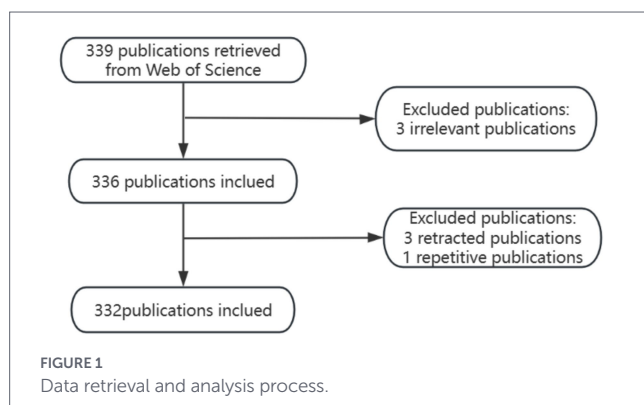 339 publications retrieved
from Web of Science
Excluded publications:
3 irrelevant publications
336 publications inclued
Excluded publications:
3 retracted publications
1 repetitive publications
332publications inclued
FIGURE 1
Data retrieval and analysis process.